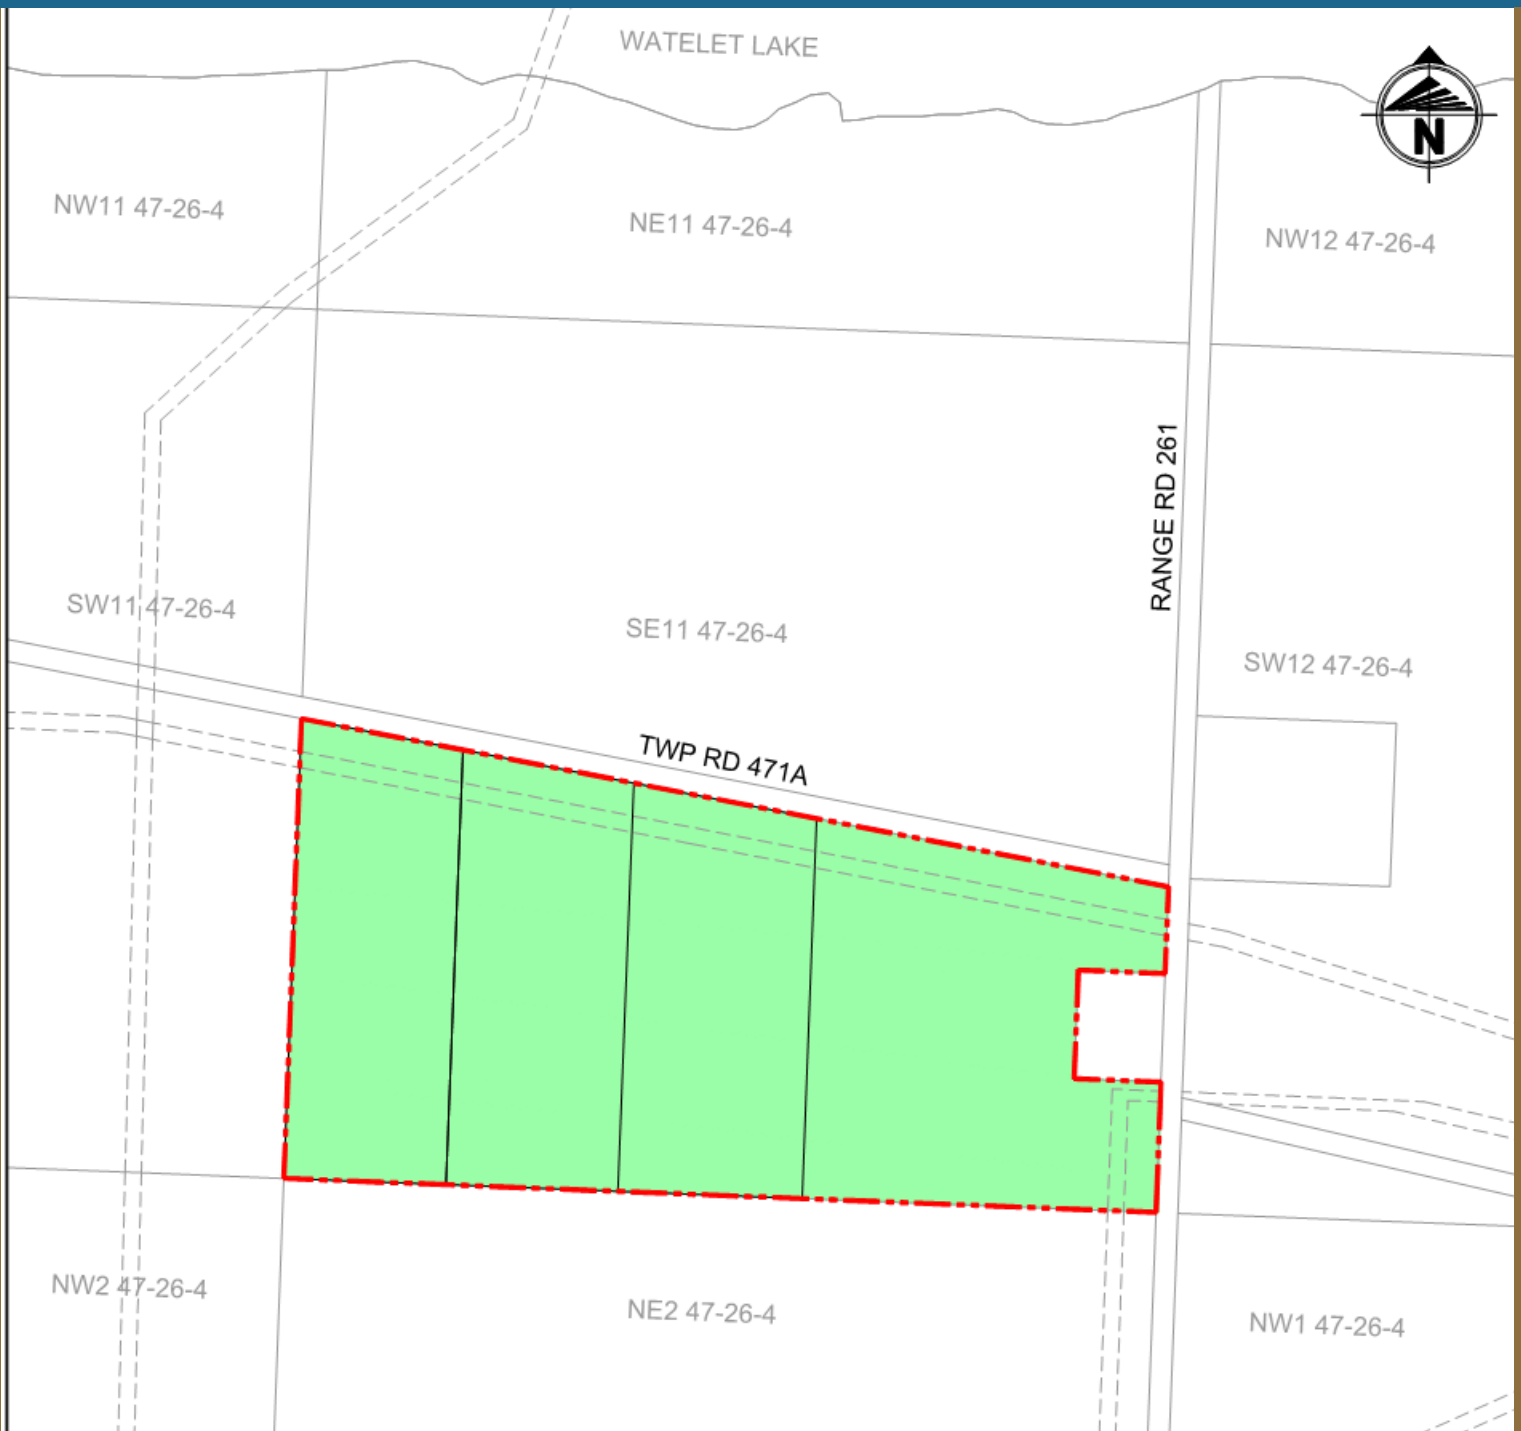 WATELET LAKE
N
NW11 47-26-4
NE11 47-26-4
NW12 47-26-4
RANGE RD 261
SW11 47-26-4
SE11 47-26-4
SW12 47-26-4
TWP RD 471A
NW2 47-26-4
NE2 47-26-4
NW1 47-26-4